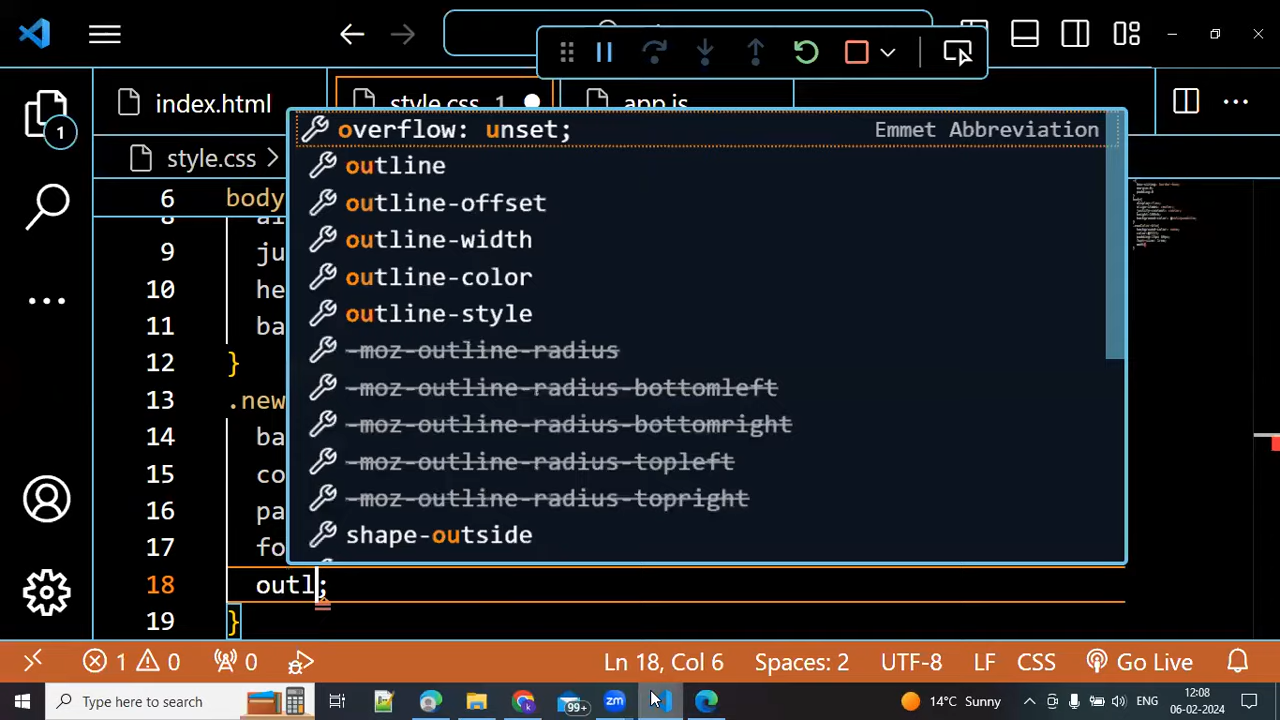 index.html
style.css 1
app.js
1
style.css >
6 body
9 ju
10 he
11 ba
12 }
13 .new
14 ba
15 co
16 pa
17 fo
18 outl;
19 }
overflow: unset; Emmet Abbreviation
outline
outline-offset
outline-width
outline-color
outline-style
-moz-outline-radius
-moz-outline-radius-bottomleft
-moz-outline-radius-bottomright
-moz-outline-radius-topleft
-moz-outline-radius-topright
shape-outside
1 0 0 Ln 18, Col 6 Spaces: 2 UTF-8 LF CSS Go Live
Type here to search 99+ zm 14°C Sunny ENG 12:08
06-02-2024